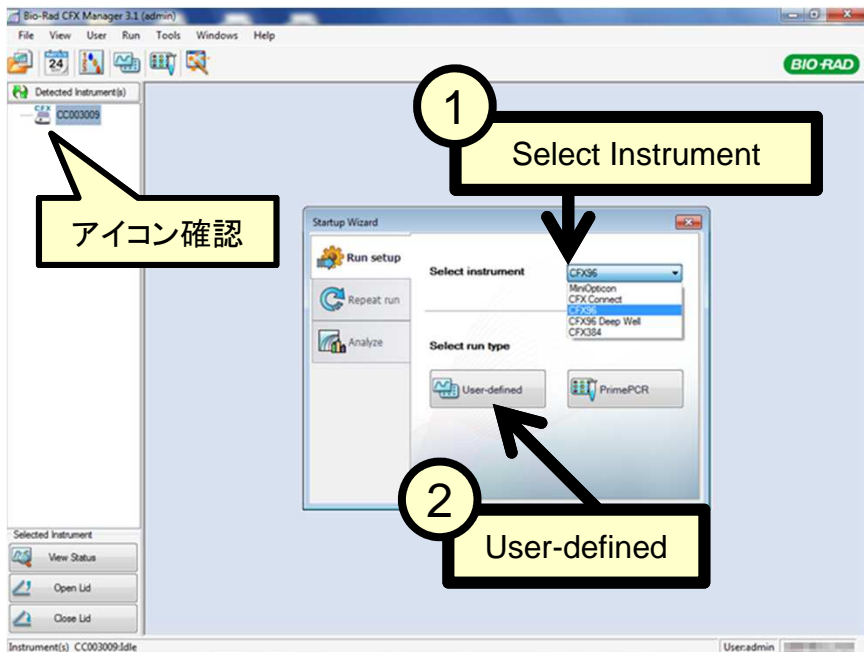 Bio-Rad CFX Manager 3.1 (admin)
File View User Run Tools Windows Help
24
BIO-RAD
Detected Instrument(s)
CFX
CC003009
アイコン確認
1
Select Instrument
Startup Wizard
Run setup
Repeat run
Analyze
Select instrument
CFX96
MiniOpticon
CFX Connect
CFX96
CFX96 Deep Well
CFX384
Select run type
User-defined
PrimePCR
2
User-defined
Selected Instrument
View Status
Open Lid
Close Lid
Instrument(s) CC003009:Idle
User:admin